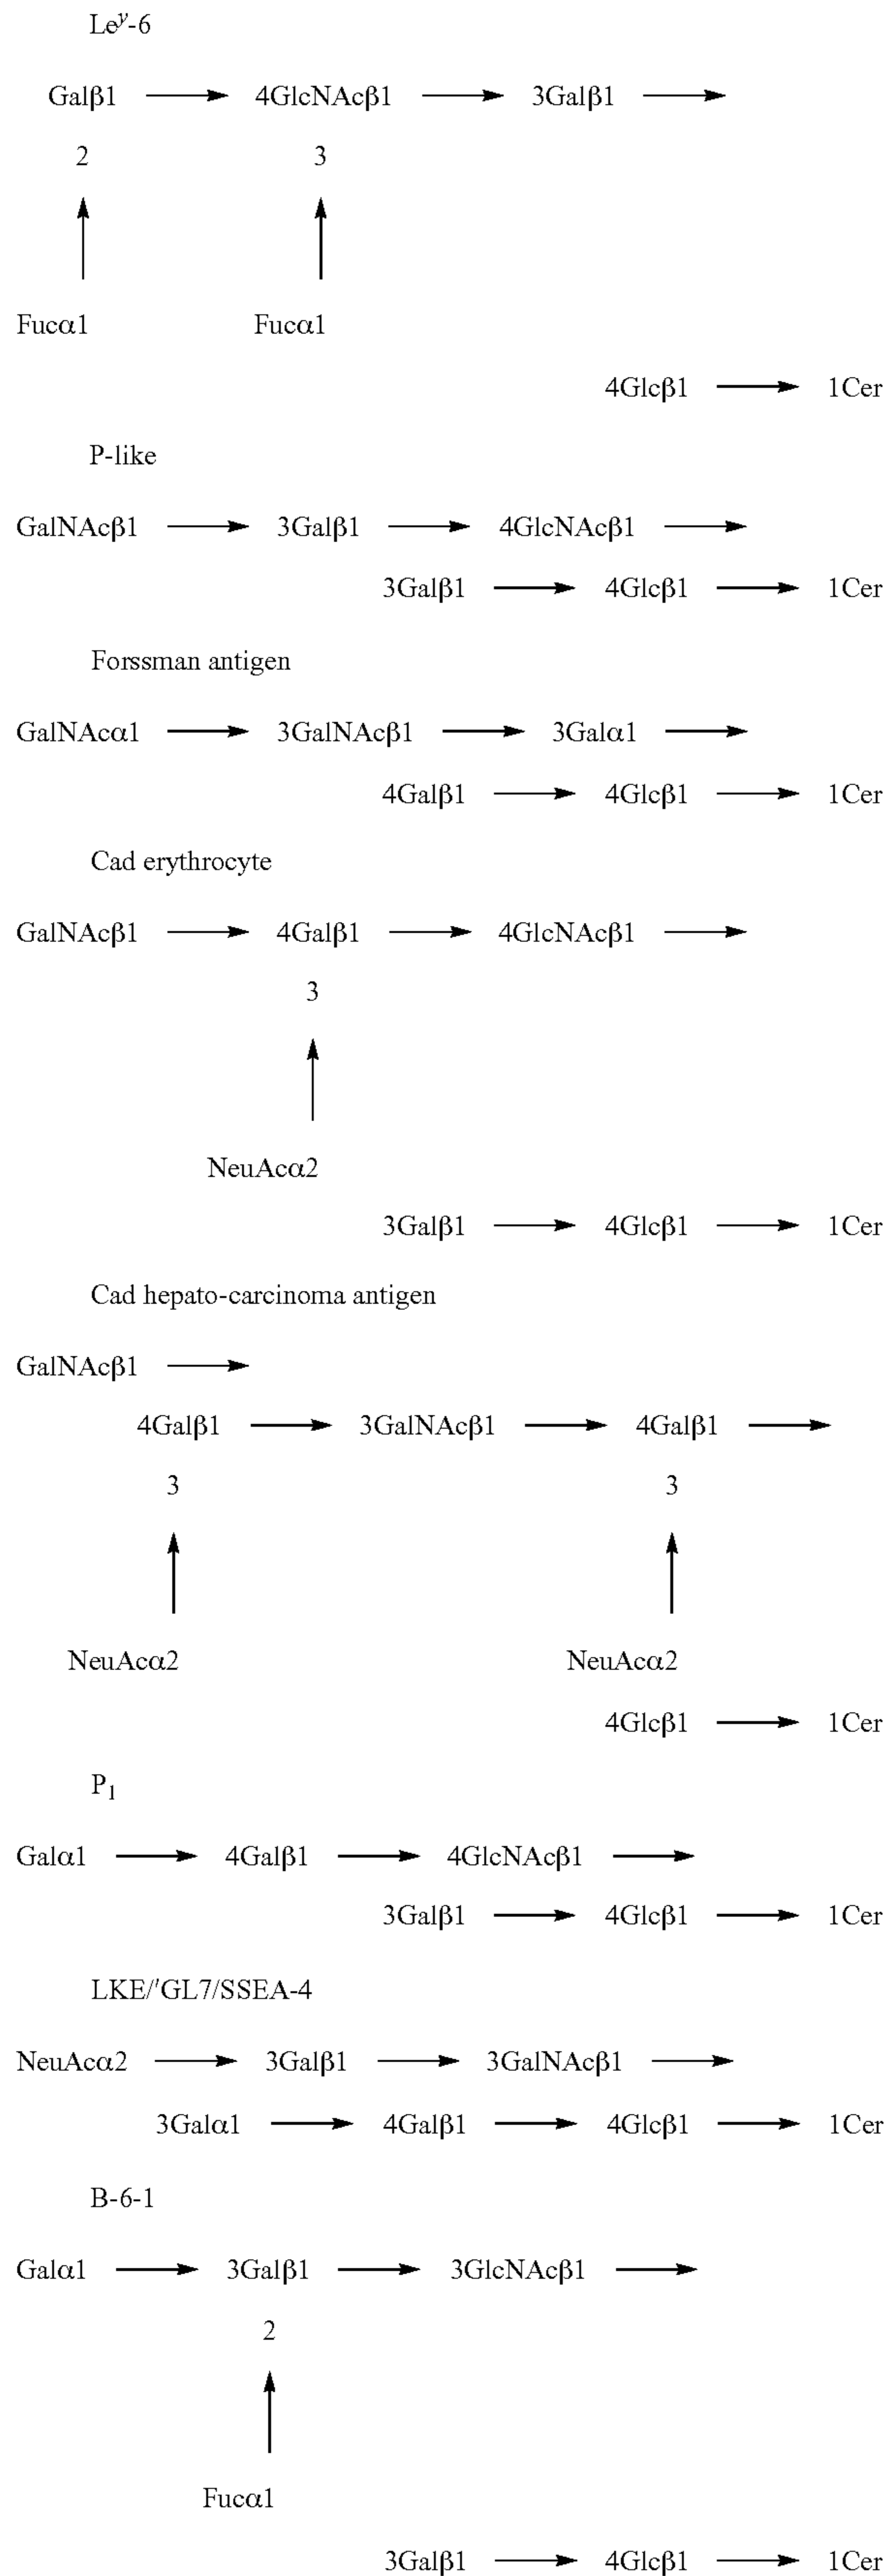 Leʸ-6
Galβ1 → 4GlcNAcβ1 → 3Galβ1 →
2 3
↑ ↑
Fucα1 Fucα1
4Glcβ1 → 1Cer
P-like
GalNAcβ1 → 3Galβ1 → 4GlcNAcβ1 →
3Galβ1 → 4Glcβ1 → 1Cer
Forssman antigen
GalNAcα1 → 3GalNAcβ1 → 3Galα1 →
4Galβ1 → 4Glcβ1 → 1Cer
Cad erythrocyte
GalNAcβ1 → 4Galβ1 → 4GlcNAcβ1 →
3
↑
NeuAcα2
3Galβ1 → 4Glcβ1 → 1Cer
Cad hepato-carcinoma antigen
GalNAcβ1 →
4Galβ1 → 3GalNAcβ1 → 4Galβ1 →
3 3
↑ ↑
NeuAcα2 NeuAcα2
4Glcβ1 → 1Cer
P₁
Galα1 → 4Galβ1 → 4GlcNAcβ1 →
3Galβ1 → 4Glcβ1 → 1Cer
LKE/'GL7/SSEA-4
NeuAcα2 → 3Galβ1 → 3GalNAcβ1 →
3Galα1 → 4Galβ1 → 4Glcβ1 → 1Cer
B-6-1
Galα1 → 3Galβ1 → 3GlcNAcβ1 →
2
↑
Fucα1
3Galβ1 → 4Glcβ1 → 1Cer